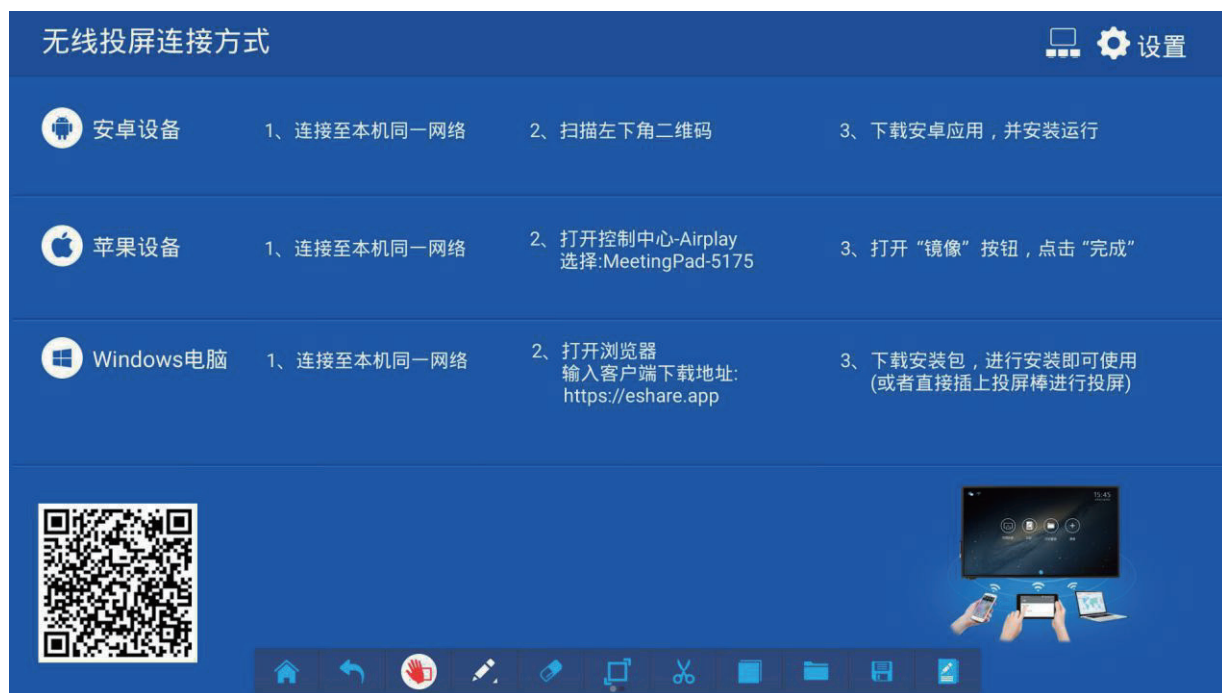 无线投屏连接方式
设置
安卓设备
1、连接至本机同一网络
2、扫描左下角二维码
3、下载安卓应用，并安装运行
苹果设备
1、连接至本机同一网络
2、打开控制中心-Airplay
选择:MeetingPad-5175
3、打开“镜像”按钮，点击“完成”
Windows电脑
1、连接至本机同一网络
2、打开浏览器
输入客户端下载地址:
https://eshare.app
3、下载安装包，进行安装即可使用
(或者直接插上投屏棒进行投屏)
15:45